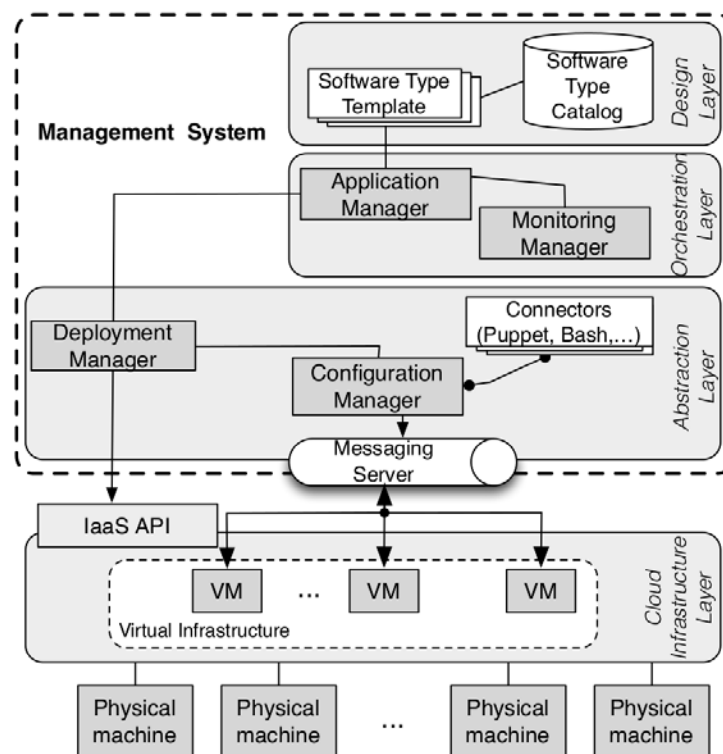 Software
Type
Catalog
Software Type
Template
Design
Layer
Management System
Application
Manager
Monitoring
Manager
Orchestration
Layer
Connectors
(Puppet, Bash,...)
Deployment
Manager
Configuration
Manager
Abstraction
Layer
Messaging
Server
IaaS API
VM
...
VM
VM
Virtual Infrastructure
Cloud
Infrastructure
Layer
Physical
machine
Physical
machine
...
Physical
machine
Physical
machine